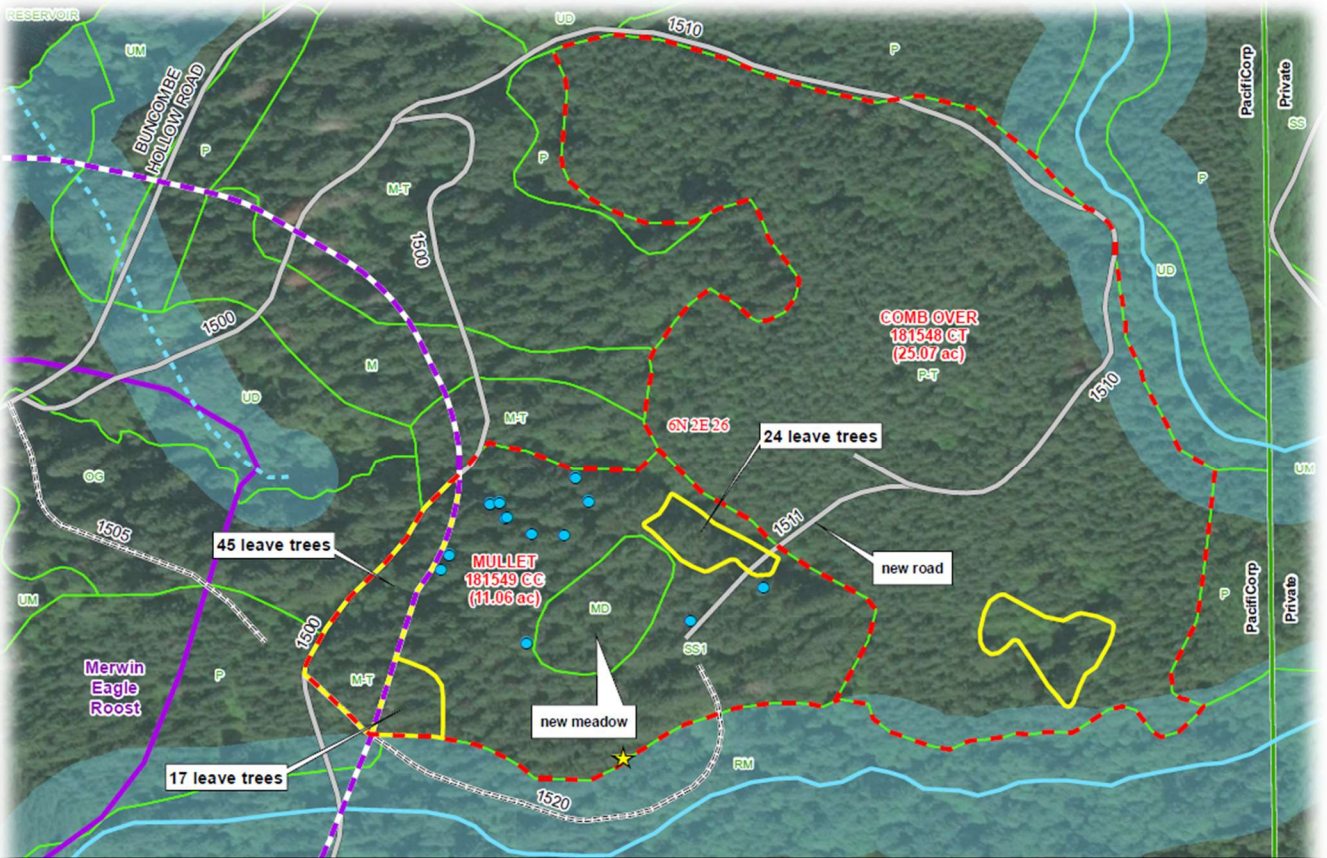 RESERVOIR
UM
UD
1510
P
PacifiCorp
Private
SS
BUNCOMBE
HOLLOW ROAD
P
P
M-T
P
1500
UD
1500
COMB OVER
181548 CT
(25.07 ac)
P-T
M
UD
1510
M-T
6N 2E 26
24 leave trees
OG
UM
1505
1511
45 leave trees
MULLET
181549 CC
(11.06 ac)
new road
PacifiCorp
Private
P
UM
MD
1500
SS1
Merwin
Eagle
Roost
P
M-T
new meadow
17 leave trees
RM
1520